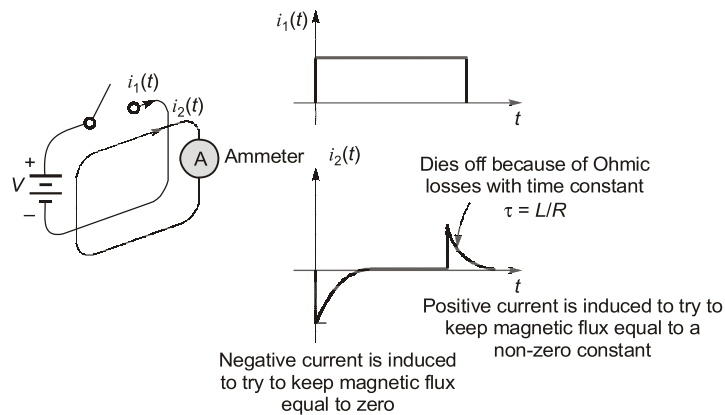 i₁(t)
t
i₁(t)
i₂(t)
A
Ammeter
+
V
–
i₂(t)
Dies off because of Ohmic
losses with time constant
τ = L/R
t
Positive current is induced to try to
keep magnetic flux equal to a
non-zero constant
Negative current is induced
to try to keep magnetic flux
equal to zero